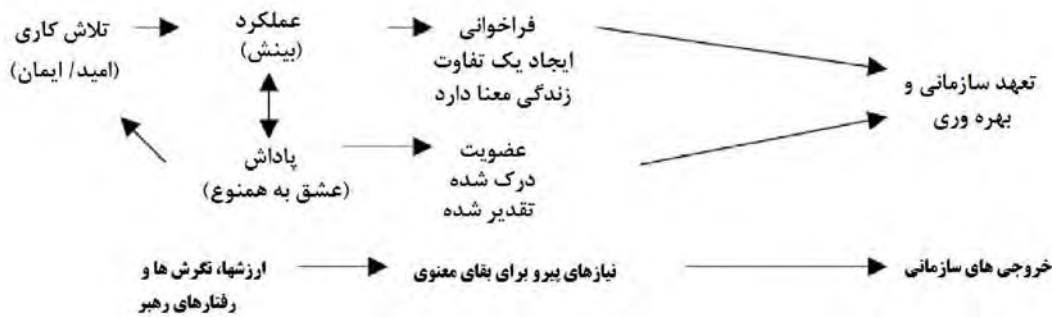 تلاش کاری
(امید/ ایمان)
عملکرد
(بینش)
پاداش
(عشق به همنوع)
فراخوانی
ایجاد یک تفاوت
زندگی معنا دارد
عضویت
درک شده
تقدیر شده
تعهد سازمانی و
بهره وری
ارزشها، نگرش ها و
رفتارهای رهبر
نیازهای پیرو برای بقای معنوی
خروجی های سازمانی